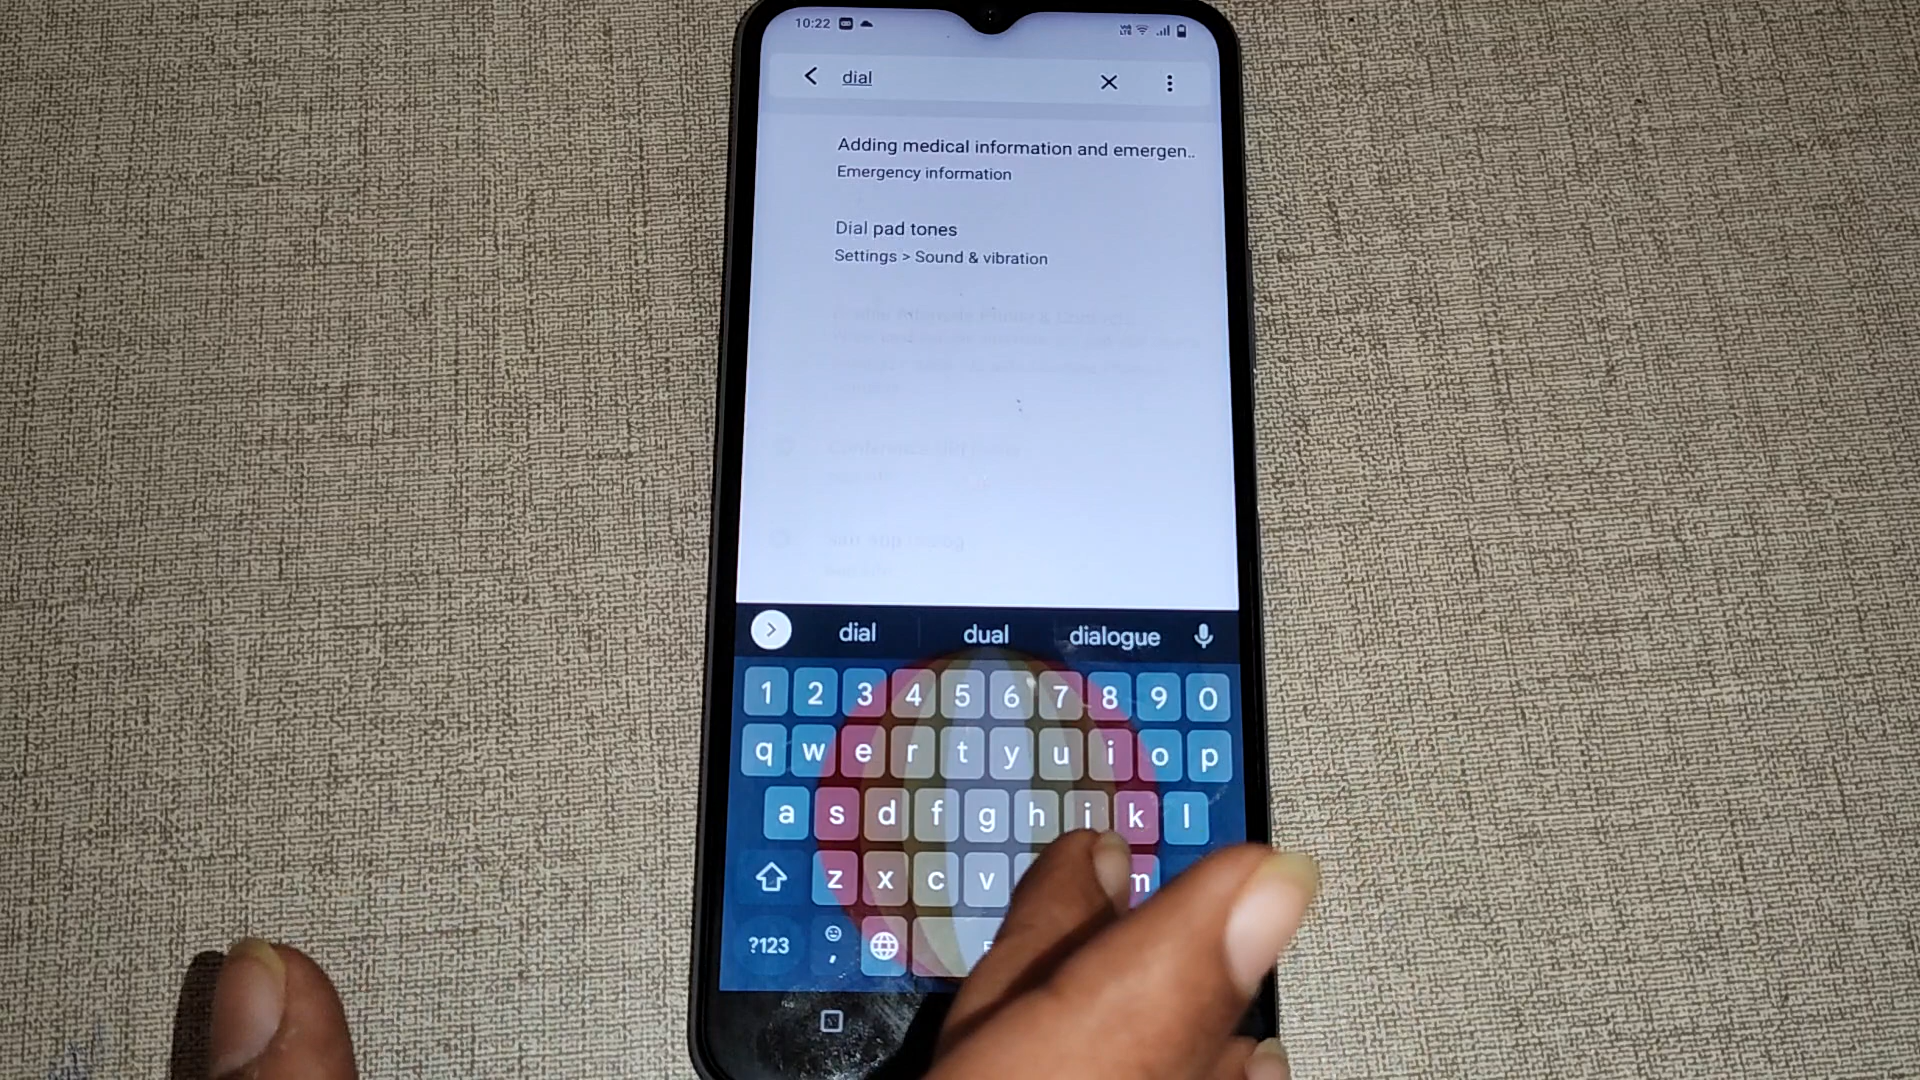 10:22
dial
Adding medical information and emergen..
Emergency information
Dial pad tones
Settings > Sound & vibration
dial dual dialogue
1 2 3 4 5 6 7 8 9 0
q w e r t y u i o p
a s d f g h j k l
z x c v m
?123 ,